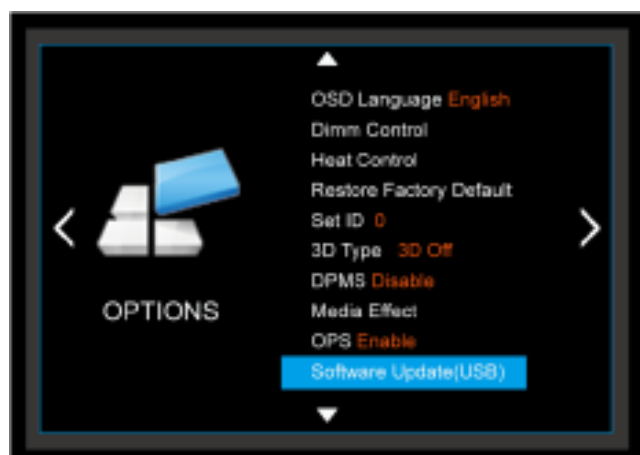 OSD Language English
Dimm Control
Heat Control
Restore Factory Default
Set ID 0
3D Type 3D Off
DPMS Disable
OPTIONS
Media Effect
OPS Enable
Software Update(USB)